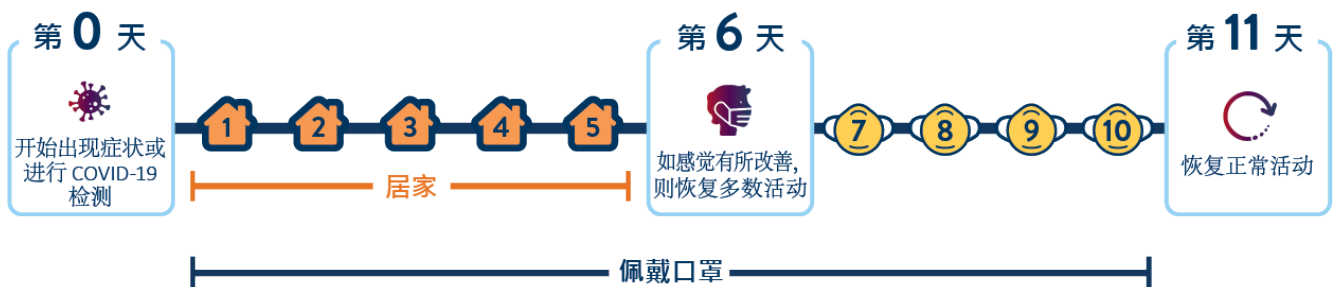 第 0 天
开始出现症状或
进行 COVID-19
检测
1 2 3 4 5
居家
第 6 天
如感觉有所改善,
则恢复多数活动
7 8 9 10
第 11 天
恢复正常活动
佩戴口罩